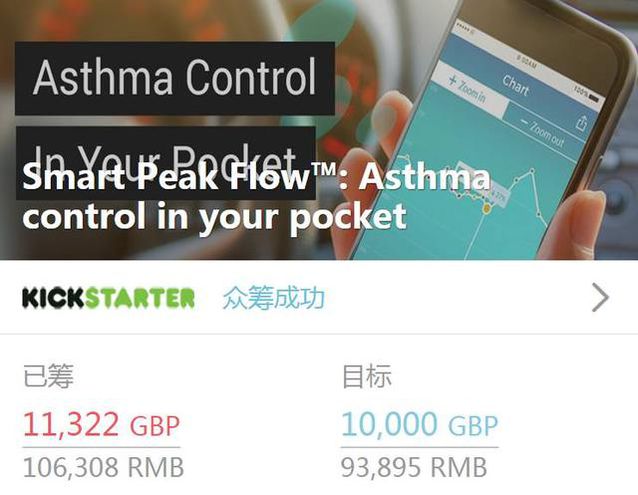 Asthma Control
In Your Pocket
9:00AM
100%
Chart
+ Zoom in
− Zoom out
Smart Peak Flow™: Asthma
control in your pocket
KICKSTARTER 众筹成功
已筹 目标
11,322 GBP 10,000 GBP
106,308 RMB 93,895 RMB